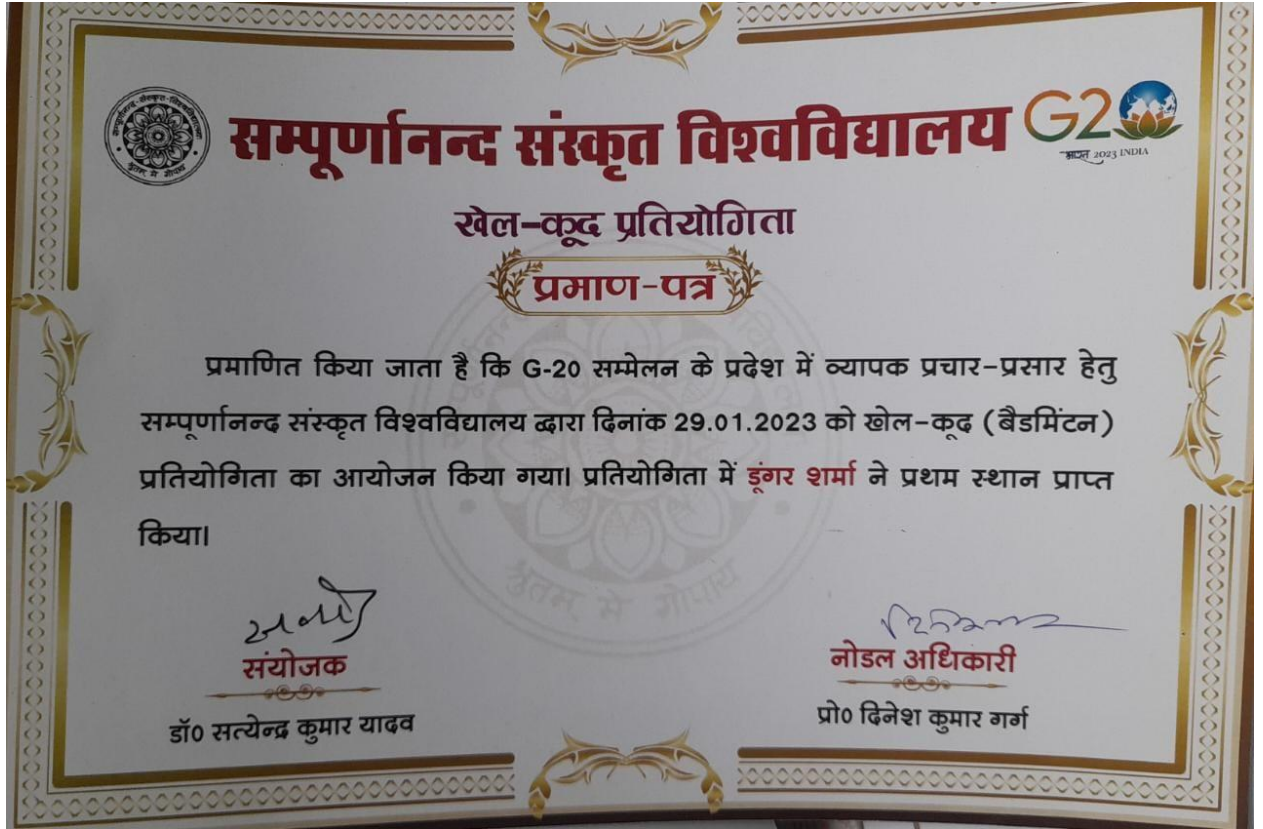 सम्पूर्णानन्द संस्कृत विश्वविद्यालय
G20
भारत 2023 INDIA
खेल-कूद प्रतियोगिता
प्रमाण-पत्र
प्रमाणित किया जाता है कि G-20 सम्मेलन के प्रदेश में व्यापक प्रचार-प्रसार हेतु
सम्पूर्णानन्द संस्कृत विश्वविद्यालय द्वारा दिनांक 29.01.2023 को खेल-कूद (बैडमिंटन)
प्रतियोगिता का आयोजन किया गया। प्रतियोगिता में डूंगर शर्मा ने प्रथम स्थान प्राप्त
किया।
श्रुतम् मे गोपाय
संयोजक
डॉ0 सत्येन्द्र कुमार यादव
नोडल अधिकारी
प्रो0 दिनेश कुमार गर्ग